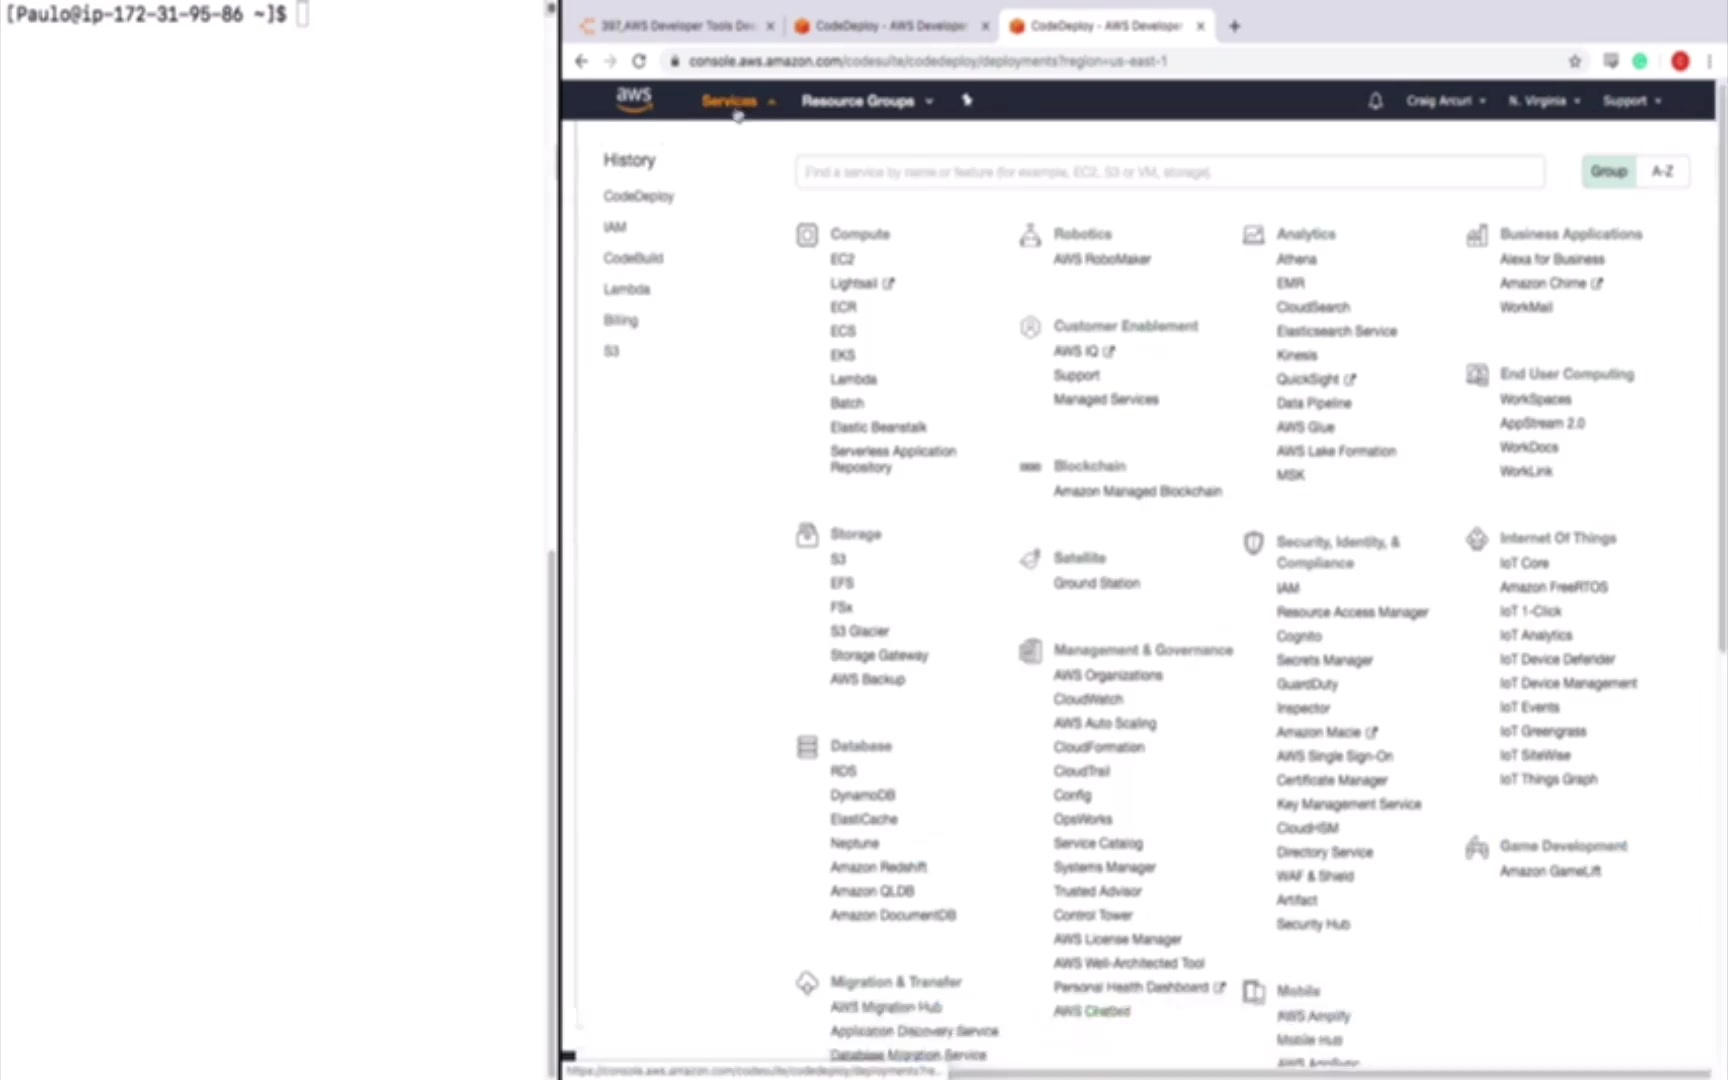 [Paulo@ip-172-31-95-86 ~]$
397_AWS Developer Tools Dee
CodeDeploy - AWS Developer
CodeDeploy - AWS Developer
console.aws.amazon.com/codesuite/codedeploy/deployments?region=us-east-1
aws
Services
Resource Groups
Craig Arcuri
N. Virginia
Support
History
CodeDeploy
IAM
CodeBuild
Lambda
Billing
S3
Find a service by name or feature (for example, EC2, S3 or VM, storage).
Group
A-Z
Compute
EC2
Lightsail
ECR
ECS
EKS
Lambda
Batch
Elastic Beanstalk
Serverless Application
Repository
Storage
S3
EFS
FSx
S3 Glacier
Storage Gateway
AWS Backup
Database
RDS
DynamoDB
ElastiCache
Neptune
Amazon Redshift
Amazon QLDB
Amazon DocumentDB
Migration & Transfer
AWS Migration Hub
Application Discovery Service
Database Migration Service
Robotics
AWS RoboMaker
Customer Enablement
AWS IQ
Support
Managed Services
Blockchain
Amazon Managed Blockchain
Satellite
Ground Station
Management & Governance
AWS Organizations
CloudWatch
AWS Auto Scaling
CloudFormation
CloudTrail
Config
OpsWorks
Service Catalog
Systems Manager
Trusted Advisor
Control Tower
AWS License Manager
AWS Well-Architected Tool
Personal Health Dashboard
AWS Chatbot
Analytics
Athena
EMR
CloudSearch
Elasticsearch Service
Kinesis
QuickSight
Data Pipeline
AWS Glue
AWS Lake Formation
MSK
Security, Identity, &
Compliance
IAM
Resource Access Manager
Cognito
Secrets Manager
GuardDuty
Inspector
Amazon Macie
AWS Single Sign-On
Certificate Manager
Key Management Service
CloudHSM
Directory Service
WAF & Shield
Artifact
Security Hub
Mobile
AWS Amplify
Mobile Hub
AWS AppSync
Business Applications
Alexa for Business
Amazon Chime
WorkMail
End User Computing
WorkSpaces
AppStream 2.0
WorkDocs
WorkLink
Internet Of Things
IoT Core
Amazon FreeRTOS
IoT 1-Click
IoT Analytics
IoT Device Defender
IoT Device Management
IoT Events
IoT Greengrass
IoT SiteWise
IoT Things Graph
Game Development
Amazon GameLift
https://console.aws.amazon.com/codesuite/codedeploy/deployments?re...